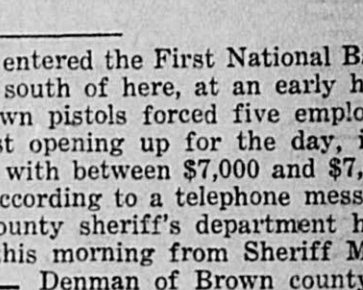 entered the First National B
south of here, at an early h
wn pistols forced five emplo
st opening up for the day,
with between $7,000 and $7,
ccording to a telephone mess
ounty sheriff's department h
his morning from Sheriff M
— Denman of Brown county